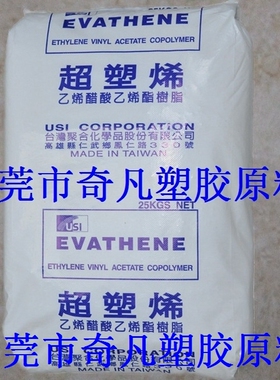 EVATHENE
ETHYLENE VINYL ACETATE COPOLYMER
超塑烯
乙烯醋酸乙烯酯樹脂
USI CORPORATION
台灣聚合化學品股份有限公司
高雄縣仁武鄉鳳仁路330號
MADE IN TAIWAN
莞市奇凡塑胶原料
25KGS NET
USI
EVATHENE
ETHYLENE VINYL ACETATE COPOLYMER
超塑烯
乙烯醋酸乙烯酯樹脂
USI CORPORATION
莞市奇凡塑胶原料